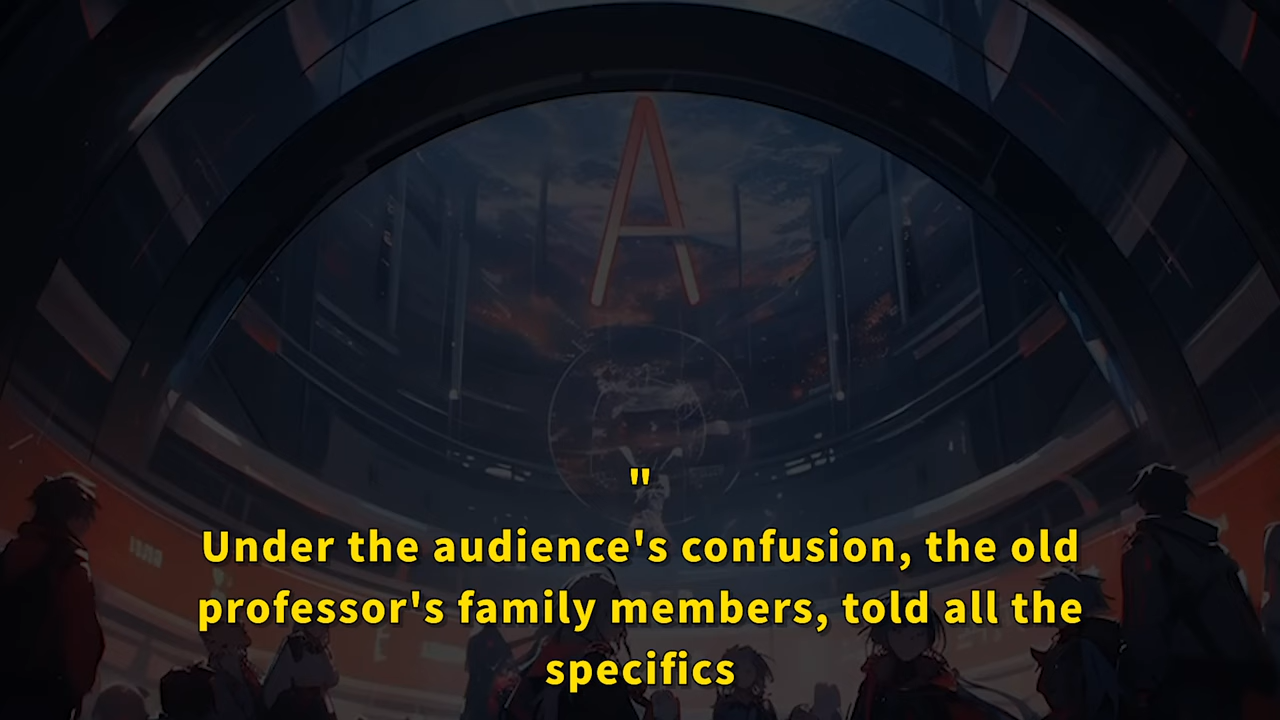 A
"
Under the audience's confusion, the old
professor's family members, told all the
specifics